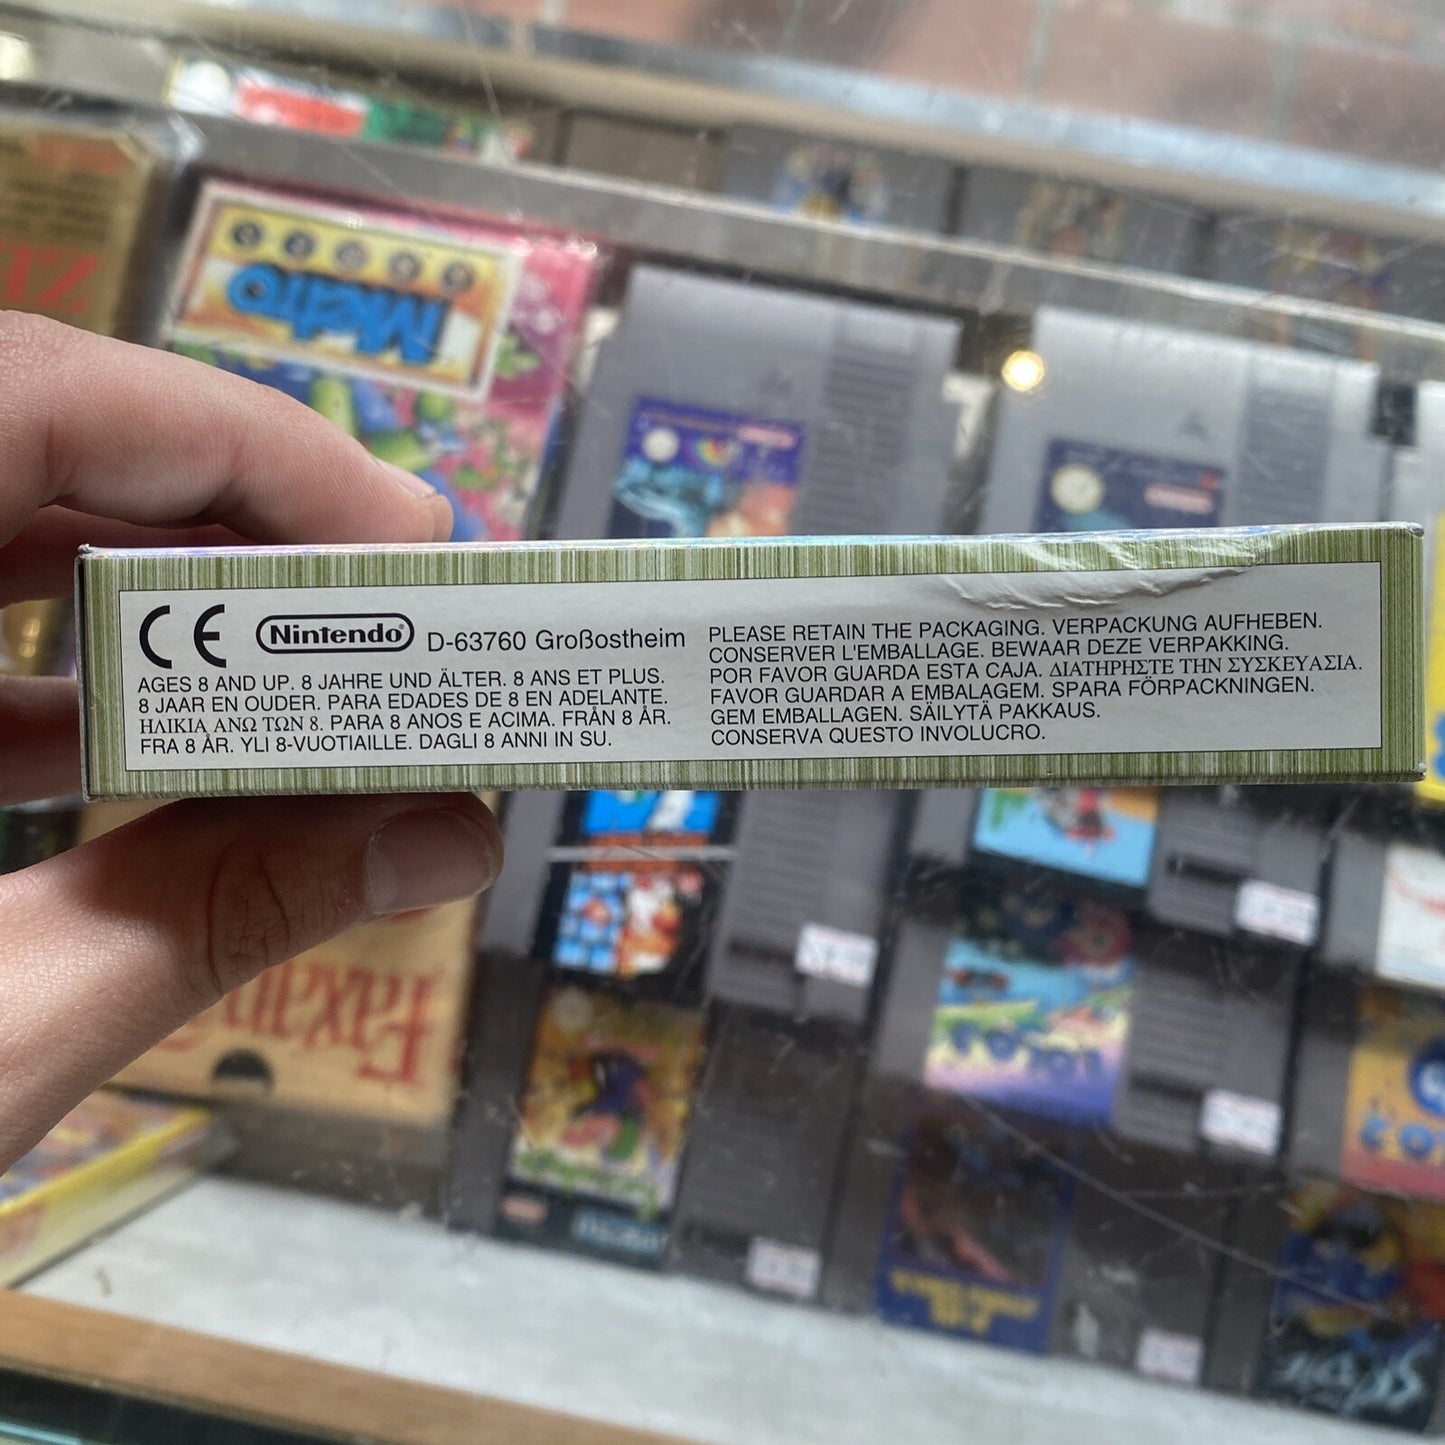 CE Nintendo D-63760 Großostheim
AGES 8 AND UP. 8 JAHRE UND ÄLTER. 8 ANS ET PLUS.
8 JAAR EN OUDER. PARA EDADES DE 8 EN ADELANTE.
ΗΛΙΚΙΑ ΑΝΩ ΤΩΝ 8. PARA 8 ANOS E ACIMA. FRÅN 8 ÅR.
FRA 8 ÅR. YLI 8-VUOTIAILLE. DAGLI 8 ANNI IN SU.
PLEASE RETAIN THE PACKAGING. VERPACKUNG AUFHEBEN.
CONSERVER L'EMBALLAGE. BEWAAR DEZE VERPAKKING.
POR FAVOR GUARDA ESTA CAJA. ΔΙΑΤΗΡΗΣΤΕ ΤΗΝ ΣΥΣΚΕΥΑΣΙΑ.
FAVOR GUARDAR A EMBALAGEM. SPARA FÖRPACKNINGEN.
GEM EMBALLAGEN. SÄILYTÄ PAKKAUS.
CONSERVA QUESTO INVOLUCRO.